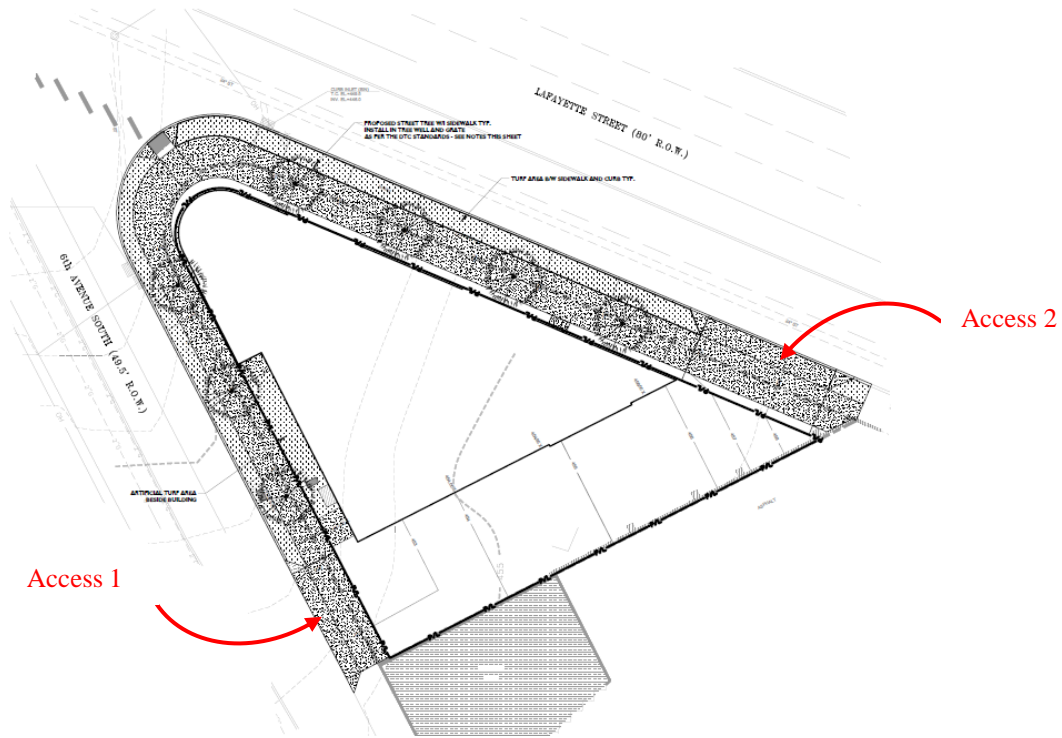 LAFAYETTE STREET (80' R.O.W.)
PROPOSED STREET TREE W/I SIDEWALK TYP.
INSTALL IN TREE WELL AND GRATE
AS PER THE DTC STANDARDS - SEE NOTES THIS SHEET
TURF AREA B/W SIDEWALK AND CURB TYP.
6th AVENUE SOUTH (49.5' R.O.W.)
Access 2
ARTIFICIAL TURF AREA
BESIDE BUILDING
ASPHALT
455
Access 1